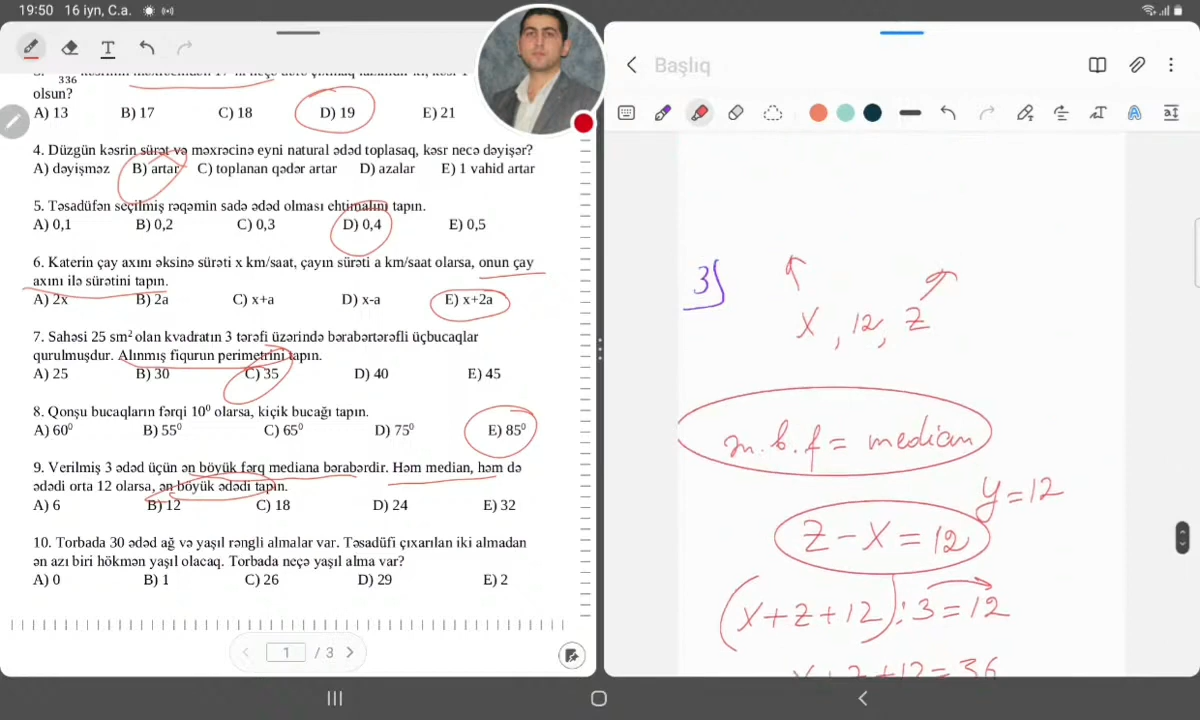 19:50 16 iyn, C.a.
336
olsun?
A) 13 B) 17 C) 18 D) 19 E) 21
4. Düzgün kəsrin sürət və məxrəcinə eyni natural ədəd toplasaq, kəsr necə dəyişər?
A) dəyişməz B) artar C) toplanan qədər artar D) azalar E) 1 vahid artar
5. Təsadüfən seçilmiş rəqəmin sadə ədəd olması ehtimalını tapın.
A) 0,1 B) 0,2 C) 0,3 D) 0,4 E) 0,5
6. Katerin çay axını əksinə sürəti x km/saat, çayın sürəti a km/saat olarsa, onun çay
axını ilə sürətini tapın.
A) 2x B) 2a C) x+a D) x-a E) x+2a
7. Sahəsi 25 sm² olan kvadratın 3 tərəfi üzərində bərabərtərəfli üçbucaqlar
qurulmuşdur. Alınmış fiqurun perimetrini tapın.
A) 25 B) 30 C) 35 D) 40 E) 45
8. Qonşu bucaqların fərqi 10⁰ olarsa, kiçik bucağı tapın.
A) 60⁰ B) 55⁰ C) 65⁰ D) 75⁰ E) 85⁰
9. Verilmiş 3 ədəd üçün ən böyük fərq mediana bərabərdir. Həm median, həm də
ədədi orta 12 olarsa, ən böyük ədədi tapın.
A) 6 B) 12 C) 18 D) 24 E) 32
10. Torbada 30 ədəd ağ və yaşıl rəngli almalar var. Təsadüfi çıxarılan iki almadan
ən azı biri hökmən yaşıl olacaq. Torbada neçə yaşıl alma var?
A) 0 B) 1 C) 26 D) 29 E) 2
1 / 3
Başlıq
3)
x, 12, z
m.b.f = median
y = 12
z - x = 12
(x + z + 12) : 3 = 12
x + z + 12 = 36